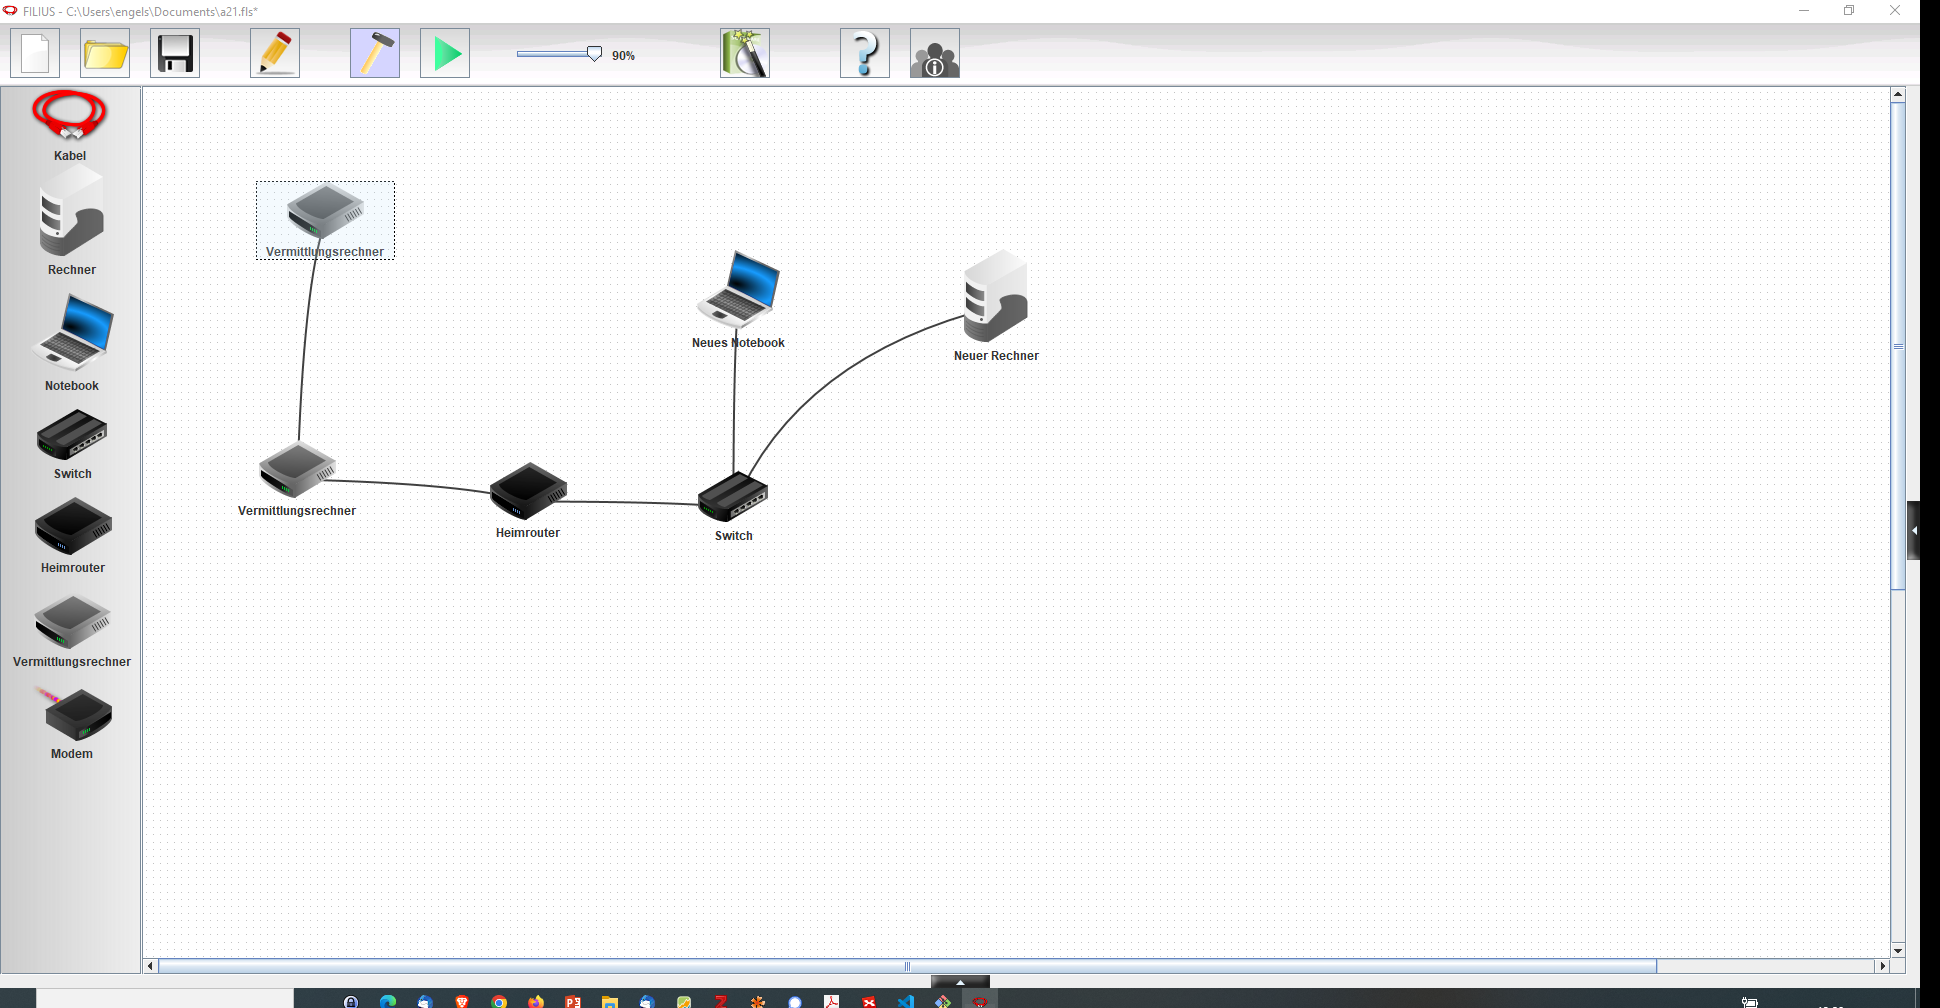 FILIUS - C:\Users\engels\Documents\a21.fls*
90%
Kabel
Rechner
Notebook
Switch
Heimrouter
Vermittlungsrechner
Modem
Vermittlungsrechner
Neues Notebook
Neuer Rechner
Vermittlungsrechner
Heimrouter
Switch